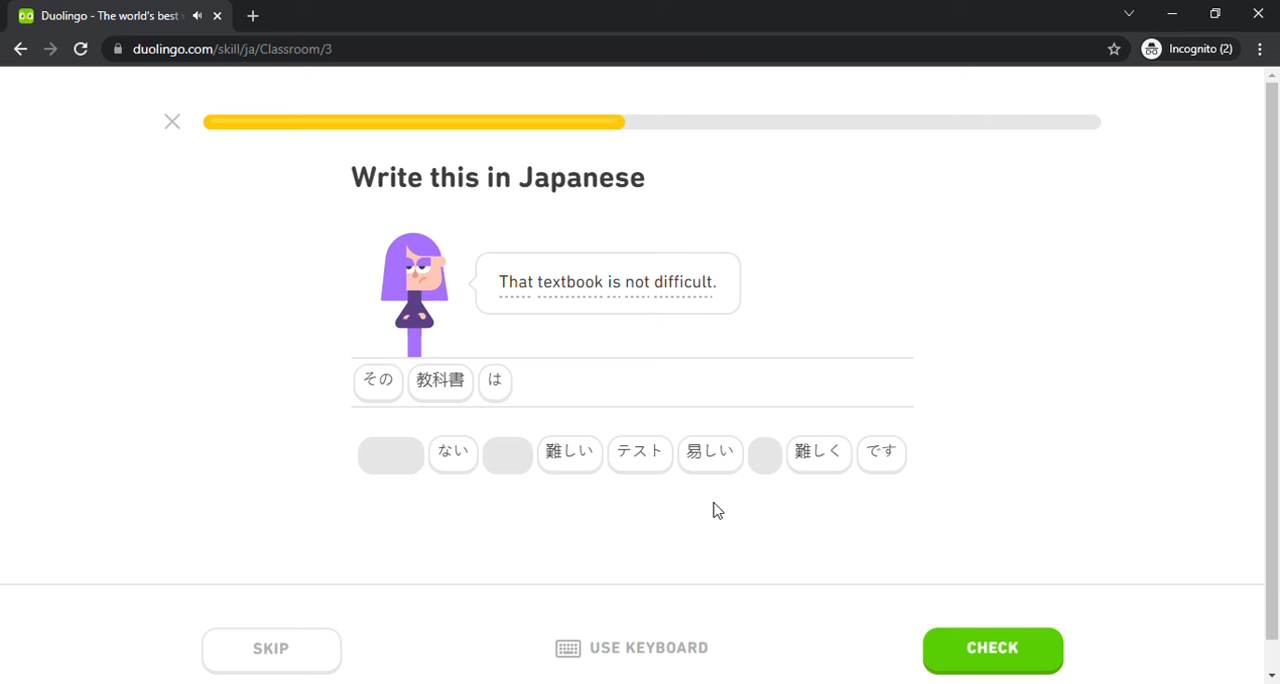 Duolingo - The world's best
duolingo.com/skill/ja/Classroom/3
Incognito (2)
Write this in Japanese
That textbook is not difficult.
その 教科書 は
ない 難しい テスト 易しい 難しく です
SKIP
USE KEYBOARD
CHECK